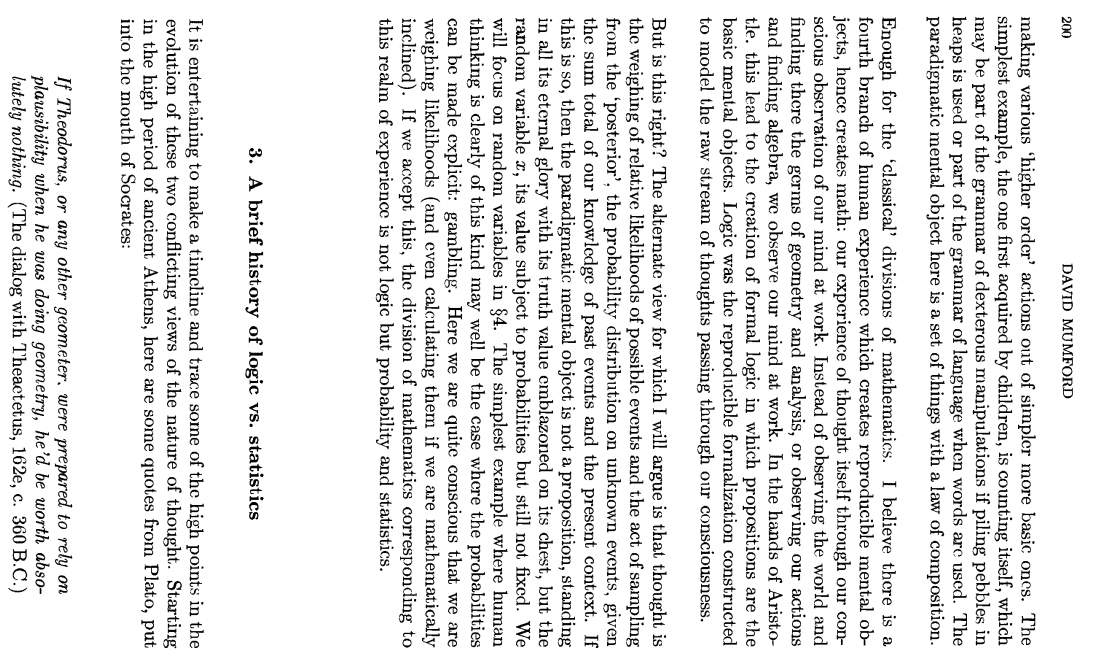 200 DAVID MUMFORD
making various 'higher order' actions out of simpler more basic ones. The
simplest example, the one first acquired by children, is counting itself, which
may be part of the grammar of dexterous manipulations if piling pebbles in
heaps is used or part of the grammar of language when words are used. The
paradigmatic mental object here is a set of things with a law of composition.
Enough for the 'classical' divisions of mathematics. I believe there is a
fourth branch of human experience which creates reproducible mental ob-
jects, hence creates math: our experience of thought itself through our con-
scious observation of our mind at work. Instead of observing the world and
finding there the germs of geometry and analysis, or observing our actions
and finding algebra, we observe our mind at work. In the hands of Aristo-
tle, this lead to the creation of formal logic in which propositions are the
basic mental objects. Logic was the reproducible formalization constructed
to model the raw stream of thoughts passing through our consciousness.
But is this right? The alternate view for which I will argue is that thought is
the weighing of relative likelihoods of possible events and the act of sampling
from the 'posterior', the probability distribution on unknown events, given
the sum total of our knowledge of past events and the present context. If
this is so, then the paradigmatic mental object is not a proposition, standing
in all its eternal glory with its truth value emblazoned on its chest, but the
random variable x, its value subject to probabilities but still not fixed. We
will focus on random variables in §4. The simplest example where human
thinking is clearly of this kind may well be the case where the probabilities
can be made explicit: gambling. Here we are quite conscious that we are
weighing likelihoods (and even calculating them if we are mathematically
inclined). If we accept this, the division of mathematics corresponding to
this realm of experience is not logic but probability and statistics.
3. A brief history of logic vs. statistics
It is entertaining to make a timeline and trace some of the high points in the
evolution of these two conflicting views of the nature of thought. Starting
in the high period of ancient Athens, here are some quotes from Plato, put
into the mouth of Socrates:
If Theodorus, or any other geometer, were prepared to rely on
plausibility when he was doing geometry, he'd be worth abso-
lutely nothing. (The dialog with Theactetus, 162e, c. 360 B.C.)